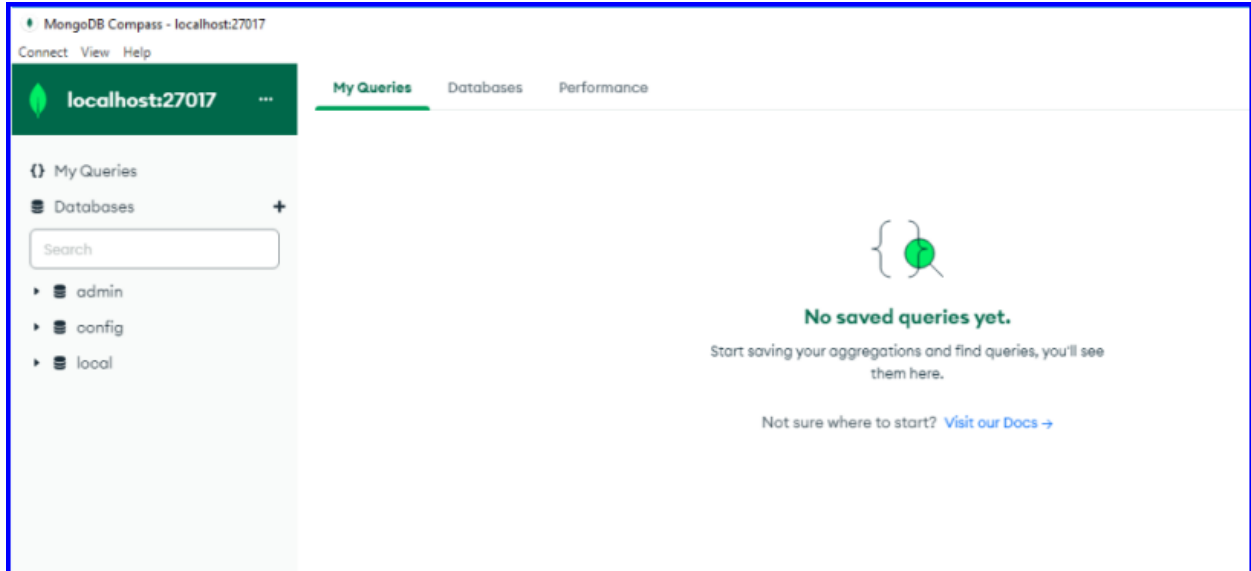 MongoDB Compass - localhost:27017
Connect View Help
localhost:27017 ...
My Queries Databases Performance
{} My Queries
Databases +
Search
admin
config
local
No saved queries yet.
Start saving your aggregations and find queries, you'll see
them here.
Not sure where to start? Visit our Docs →